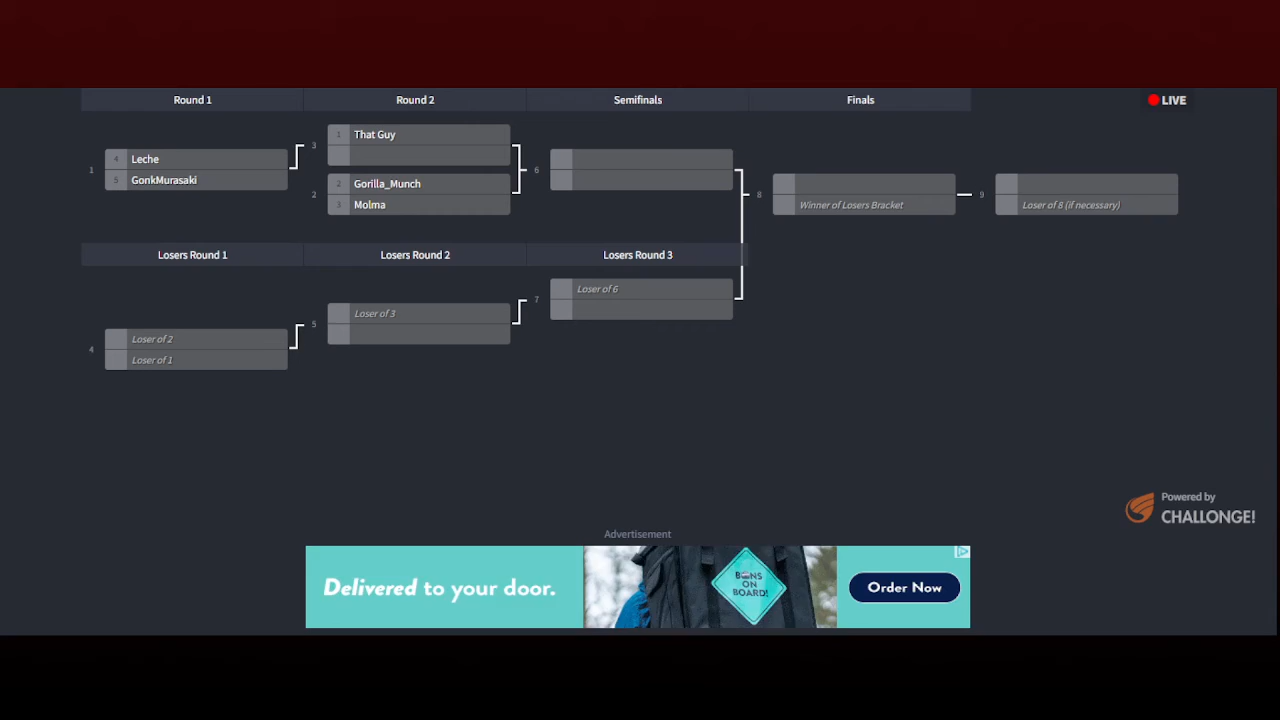 Round 1
Round 2
Semifinals
Finals
LIVE
1
4 Leche
5 GonkMurasaki
3
1 That Guy
2
2 Gorilla_Munch
3 Molma
6
8
Winner of Losers Bracket
9
Loser of 8 (if necessary)
Losers Round 1
Losers Round 2
Losers Round 3
4
Loser of 2
Loser of 1
5
Loser of 3
7
Loser of 6
Powered by
CHALLONGE!
Advertisement
Delivered to your door.
BUNS
ON
BOARD!
Order Now